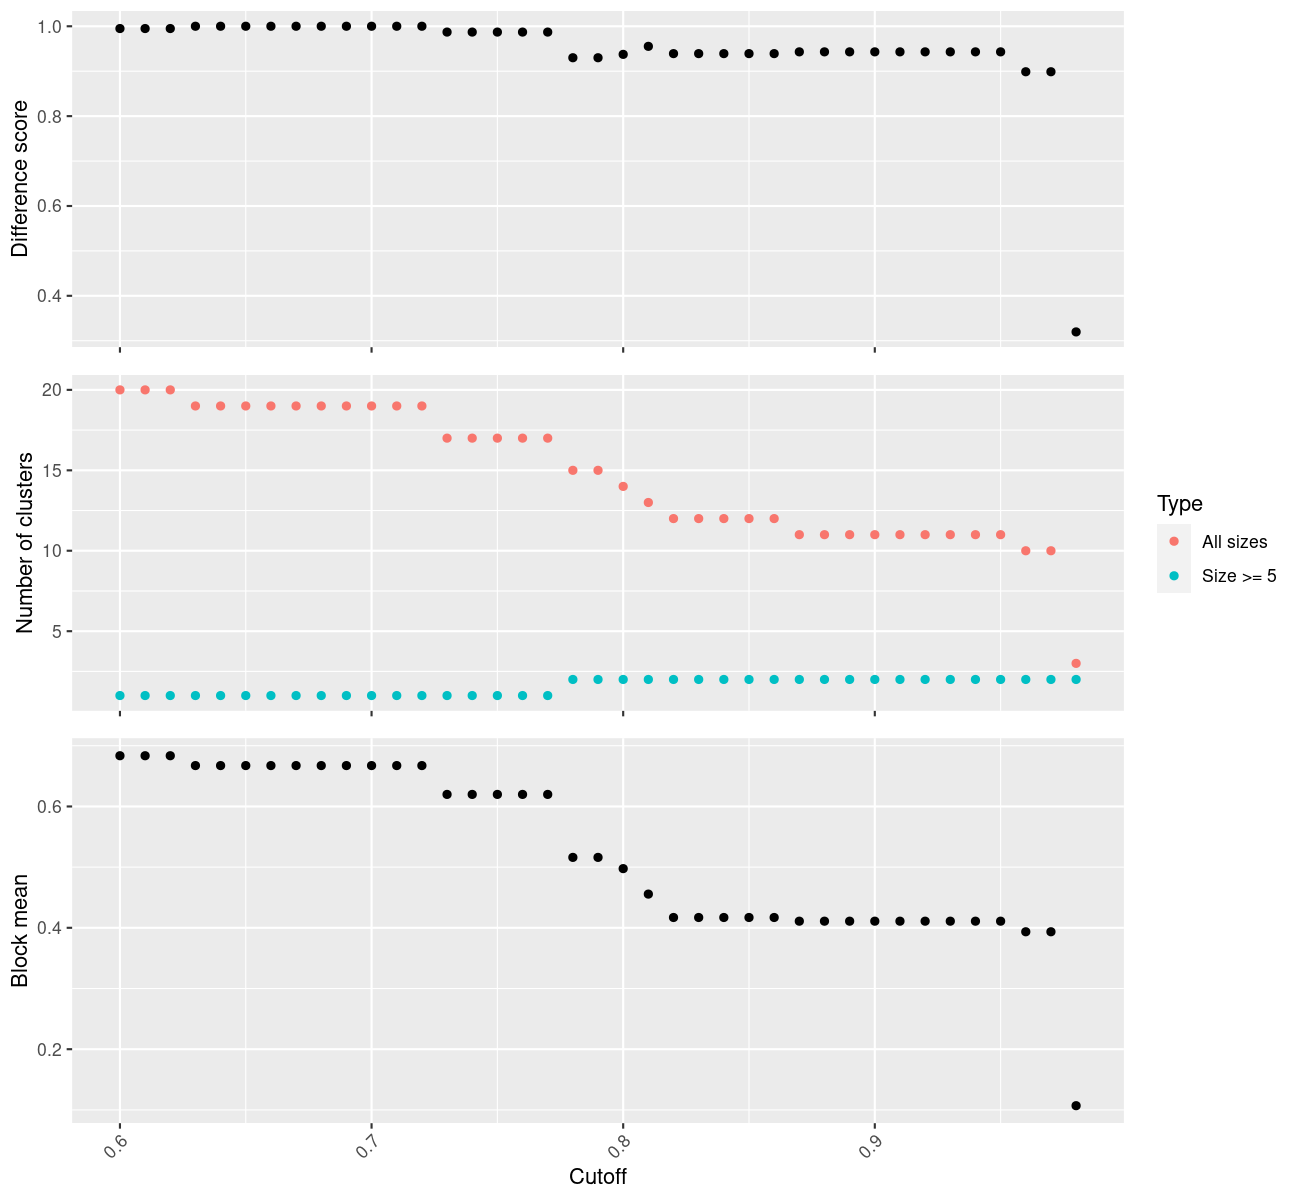 Difference score
1.0
0.8
0.6
0.4
Number of clusters
20
15
10
5
Type
All sizes
Size >= 5
Block mean
0.6
0.4
0.2
0.6
0.7
0.8
0.9
Cutoff